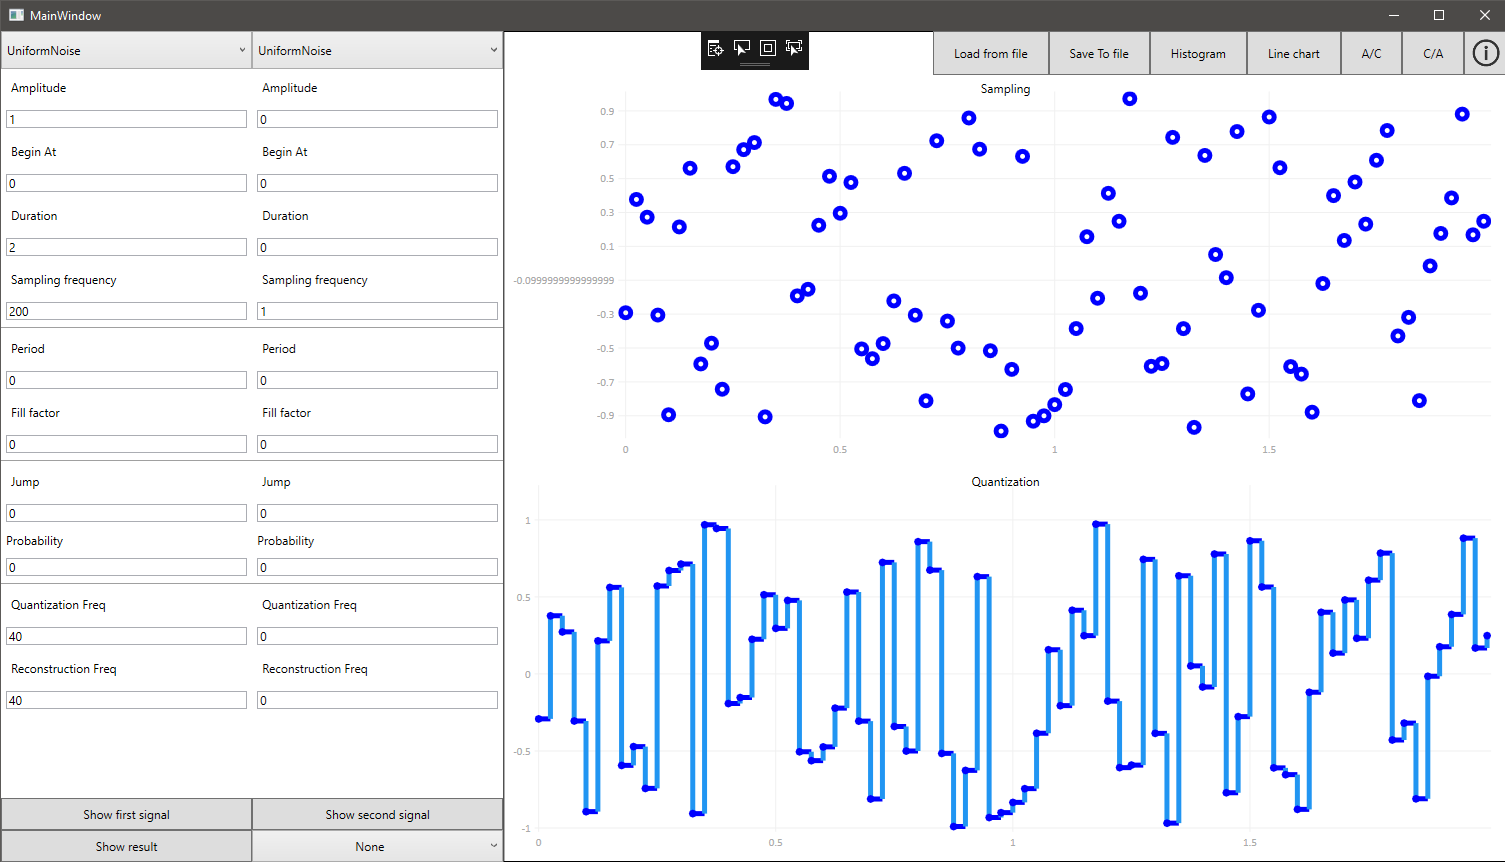 MainWindow
UniformNoise UniformNoise
Load from file Save To file Histogram Line chart A/C C/A
Amplitude Amplitude
1 0
Begin At Begin At
0 0
Duration Duration
2 0
Sampling frequency Sampling frequency
200 1
Period Period
0 0
Fill factor Fill factor
0 0
Jump Jump
0 0
Probability Probability
0 0
Quantization Freq Quantization Freq
40 0
Reconstruction Freq Reconstruction Freq
40 0
Show first signal Show second signal
Show result None
Sampling
0.9
0.7
0.5
0.3
0.1
-0.0999999999999999
-0.3
-0.5
-0.7
-0.9
0 0.5 1 1.5
Quantization
1
0.5
0
-0.5
-1
0 0.5 1 1.5